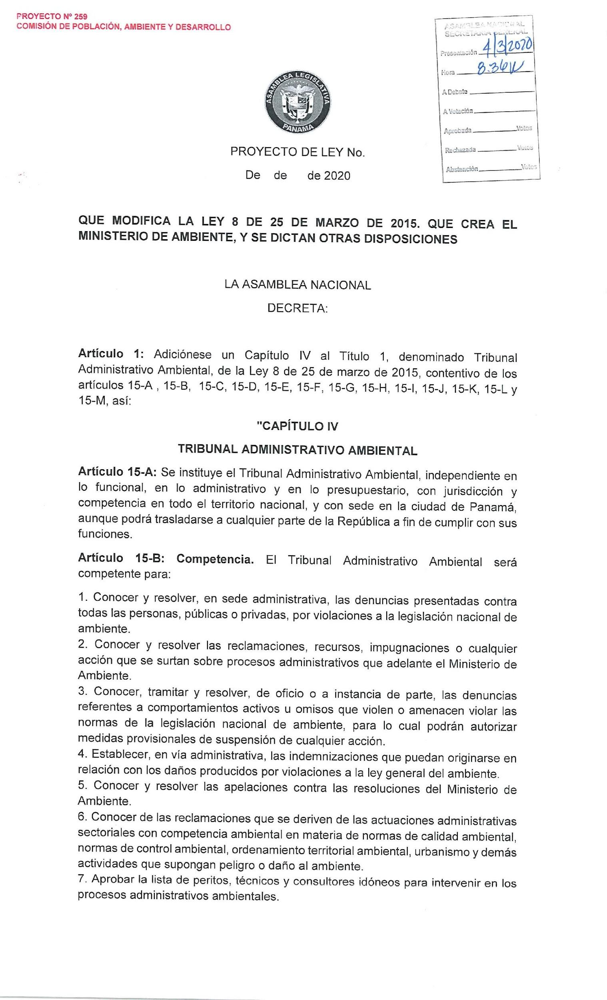 PROYECTO Nº 259
COMISIÓN DE POBLACIÓN, AMBIENTE Y DESARROLLO
ASAMBLEA NACIONAL
SECRETARIA GENERAL
Presentación 4/3/2020
Hora 8:36
A Debate
A Votación
Aprobada Votos
Rechazada Votos
Abstención Votos
ASAMBLEA LEGISLATIVA
PANAMA
PROYECTO DE LEY No.
De de de 2020
QUE MODIFICA LA LEY 8 DE 25 DE MARZO DE 2015. QUE CREA EL
MINISTERIO DE AMBIENTE, Y SE DICTAN OTRAS DISPOSICIONES
LA ASAMBLEA NACIONAL
DECRETA:
Artículo 1: Adiciónese un Capítulo IV al Título 1, denominado Tribunal
Administrativo Ambiental, de la Ley 8 de 25 de marzo de 2015, contentivo de los
artículos 15-A , 15-B, 15-C, 15-D, 15-E, 15-F, 15-G, 15-H, 15-I, 15-J, 15-K, 15-L y
15-M, así:
"CAPÍTULO IV
TRIBUNAL ADMINISTRATIVO AMBIENTAL
Artículo 15-A: Se instituye el Tribunal Administrativo Ambiental, independiente en
lo funcional, en lo administrativo y en lo presupuestario, con jurisdicción y
competencia en todo el territorio nacional, y con sede en la ciudad de Panamá,
aunque podrá trasladarse a cualquier parte de la República a fin de cumplir con sus
funciones.
Artículo 15-B: Competencia. El Tribunal Administrativo Ambiental será
competente para:
1. Conocer y resolver, en sede administrativa, las denuncias presentadas contra
todas las personas, públicas o privadas, por violaciones a la legislación nacional de
ambiente.
2. Conocer y resolver las reclamaciones, recursos, impugnaciones o cualquier
acción que se surtan sobre procesos administrativos que adelante el Ministerio de
Ambiente.
3. Conocer, tramitar y resolver, de oficio o a instancia de parte, las denuncias
referentes a comportamientos activos u omisos que violen o amenacen violar las
normas de la legislación nacional de ambiente, para lo cual podrán autorizar
medidas provisionales de suspensión de cualquier acción.
4. Establecer, en vía administrativa, las indemnizaciones que puedan originarse en
relación con los daños producidos por violaciones a la ley general del ambiente.
5. Conocer y resolver las apelaciones contra las resoluciones del Ministerio de
Ambiente.
6. Conocer de las reclamaciones que se deriven de las actuaciones administrativas
sectoriales con competencia ambiental en materia de normas de calidad ambiental,
normas de control ambiental, ordenamiento territorial ambiental, urbanismo y demás
actividades que supongan peligro o daño al ambiente.
7. Aprobar la lista de peritos, técnicos y consultores idóneos para intervenir en los
procesos administrativos ambientales.